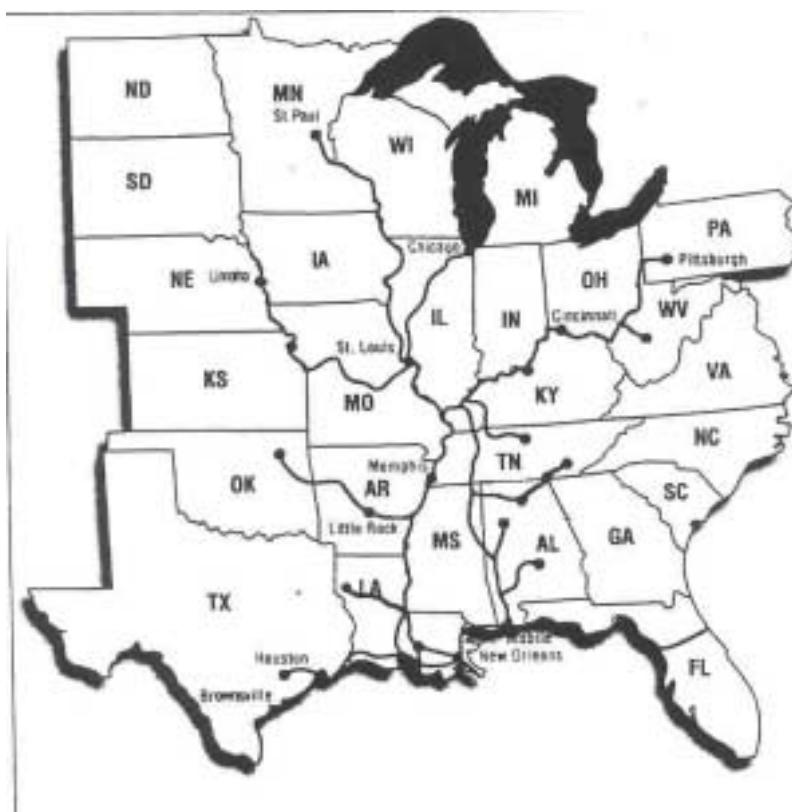 ND
MN
St. Paul
WI
SD
MI
PA
Pittsburgh
IA
Chicago
NE
Omaha
OH
IL
IN
Cincinnati
WV
St. Louis
KS
VA
MO
KY
NC
TN
Memphis
OK
AR
SC
Little Rock
MS
AL
GA
TX
LA
Mobile
New Orleans
Houston
Brownsville
FL